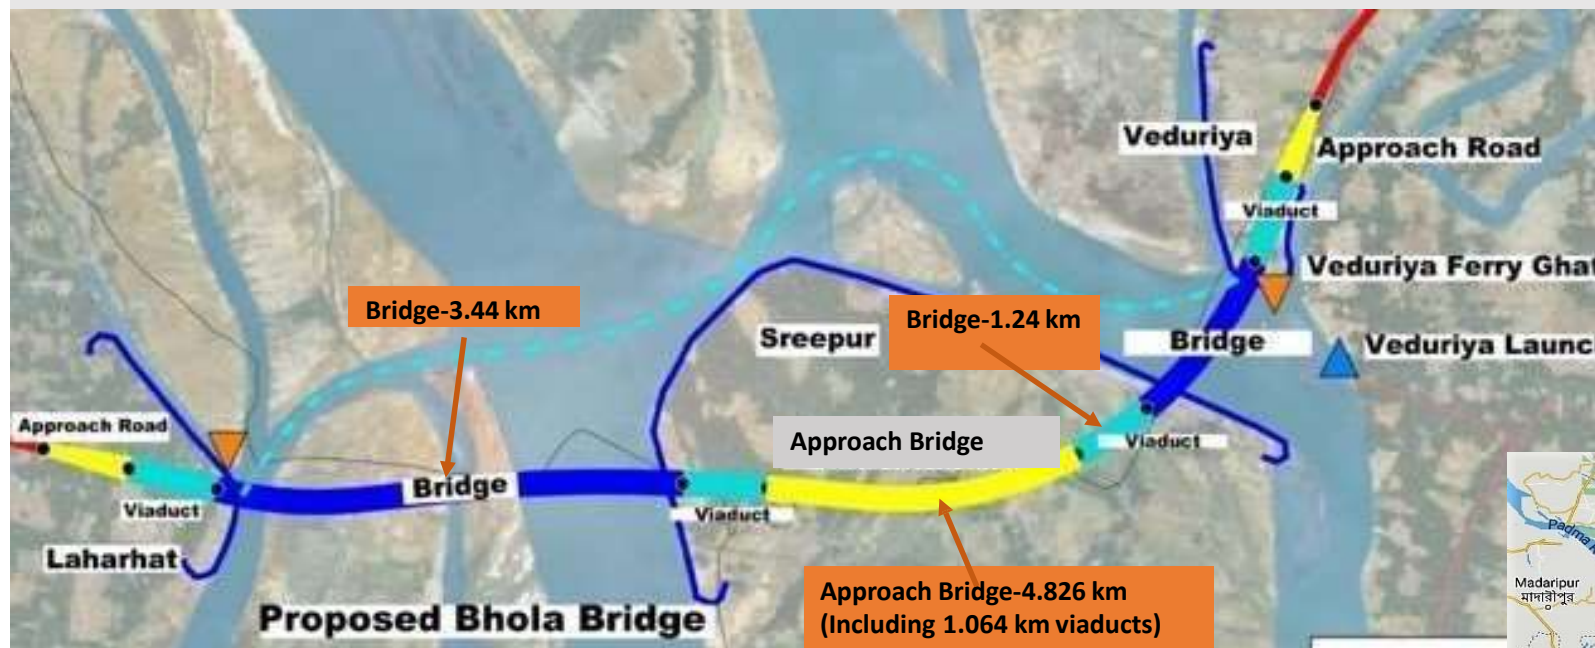 Veduriya
Approach Road
Viaduct
Veduriya Ferry Ghat
Bridge-3.44 km
Bridge-1.24 km
Sreepur
Bridge
Veduriya Launc
Approach Road
Approach Bridge
Viaduct
Bridge
Viaduct
Viaduct
Laharhat
Approach Bridge-4.826 km
(Including 1.064 km viaducts)
Proposed Bhola Bridge
Padma
Madaripur
মাদারীপুর